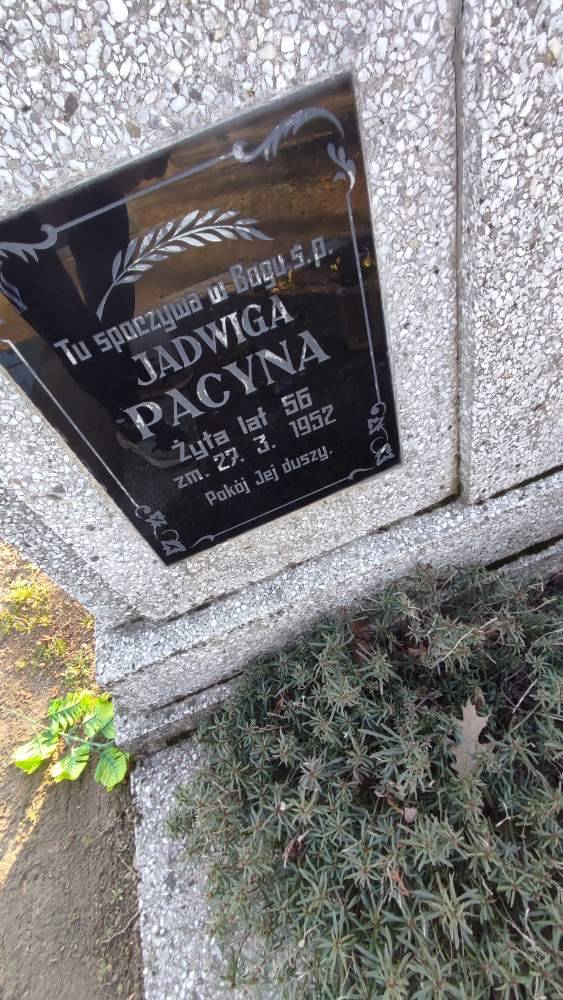 Tu spoczywa w Bogu ś.p.
JADWIGA
PACYNA
Żyła lat 56
zm. 27. 3. 1952
Pokój Jej duszy.